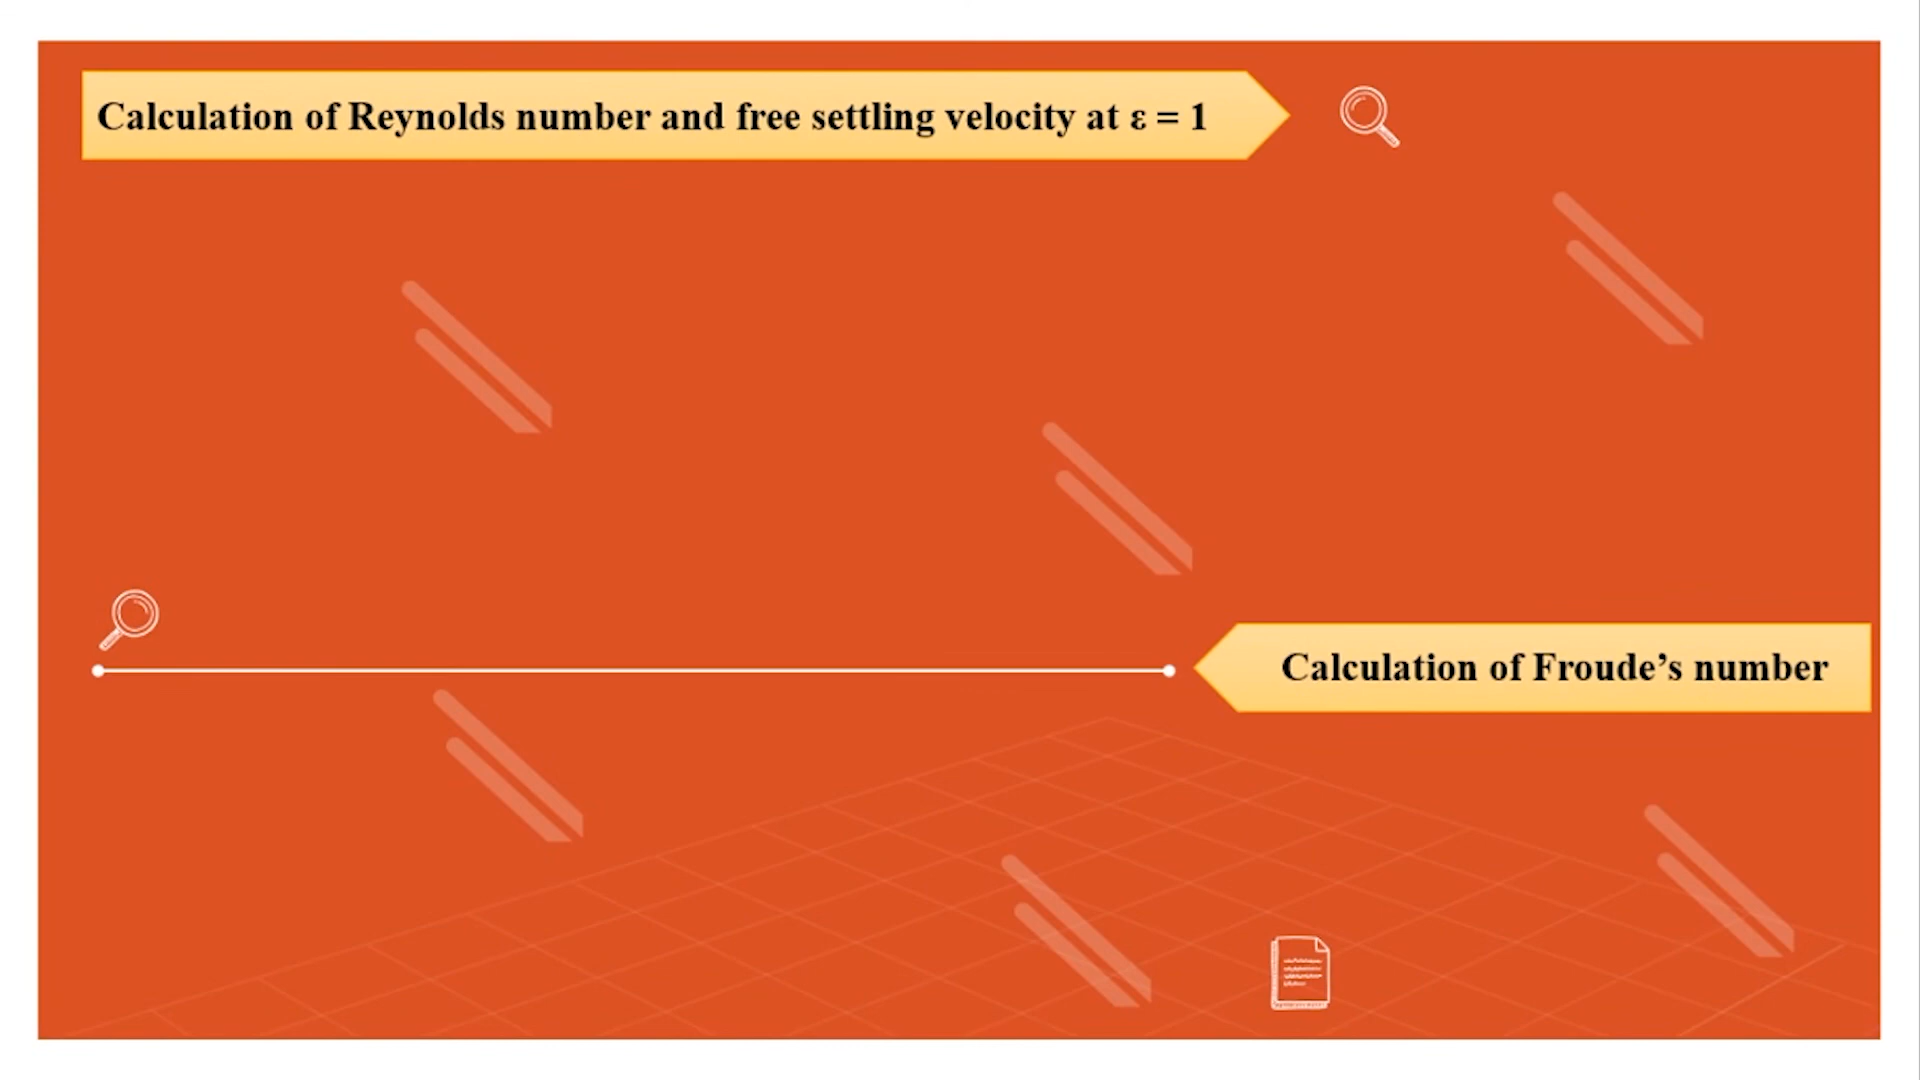 Calculation of Reynolds number and free settling velocity at ε = 1
Calculation of Froude’s number